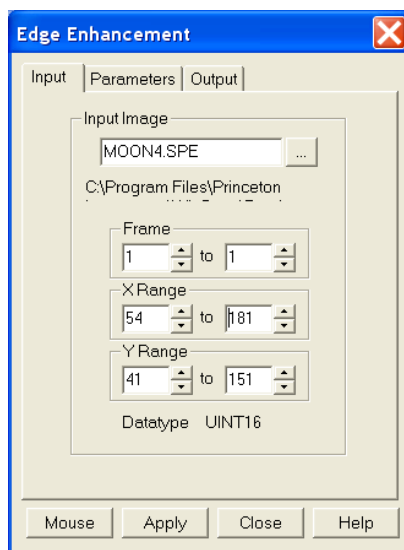 Edge Enhancement
Input Parameters Output
Input Image
MOON4.SPE ...
C:\Program Files\Princeton
Frame
1 to 1
X Range
54 to 181
Y Range
41 to 151
Datatype UINT16
Mouse Apply Close Help